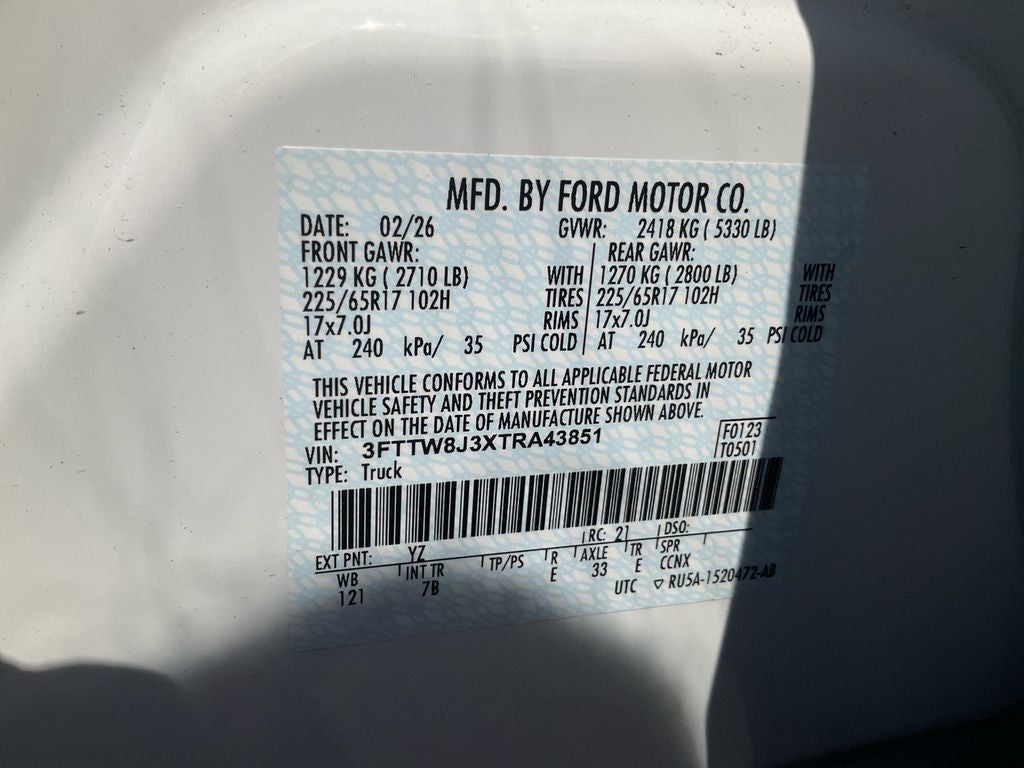 MFD. BY FORD MOTOR CO.
DATE: 02/26 GVWR: 2418 KG ( 5330 LB)
FRONT GAWR: REAR GAWR:
1229 KG ( 2710 LB) WITH 1270 KG ( 2800 LB) WITH
225/65R17 102H TIRES 225/65R17 102H TIRES
17x7.0J RIMS 17x7.0J RIMS
AT 240 kPa/ 35 PSI COLD AT 240 kPa/ 35 PSI COLD
THIS VEHICLE CONFORMS TO ALL APPLICABLE FEDERAL MOTOR
VEHICLE SAFETY AND THEFT PREVENTION STANDARDS IN
EFFECT ON THE DATE OF MANUFACTURE SHOWN ABOVE.
VIN: 3FTTW8J3XTRA43851 F0123
TYPE: Truck T0501
EXT PNT: YZ RC: 21 DSO:
WB INT TR TP/PS R AXLE TR SPR
121 7B E 33 E CCNX
UTC ▽ RU5A-1520472-AB